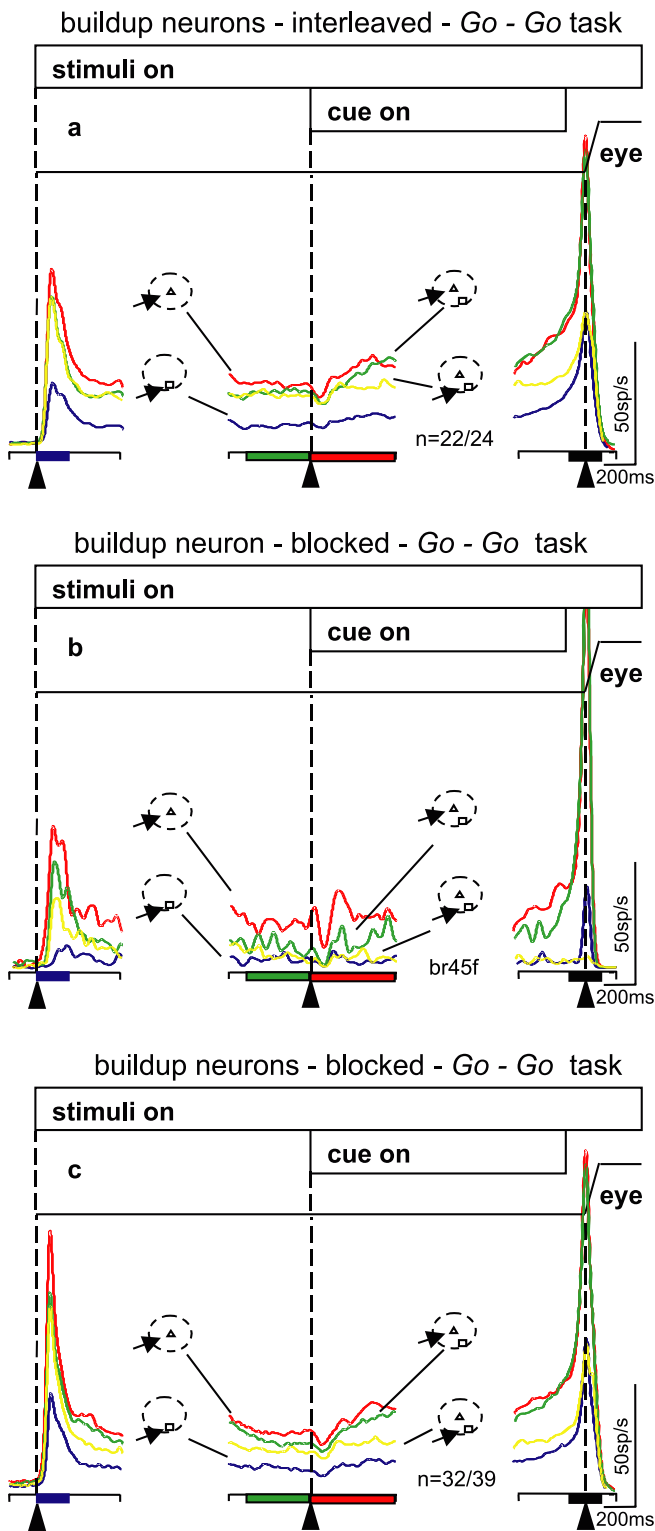 buildup neurons - interleaved - Go - Go task
stimuli on
cue on
a
eye
50sp/s
n=22/24
200ms
buildup neuron - blocked - Go - Go task
stimuli on
cue on
b
eye
50sp/s
br45f
200ms
buildup neurons - blocked - Go - Go task
stimuli on
cue on
c
eye
50sp/s
n=32/39
200ms